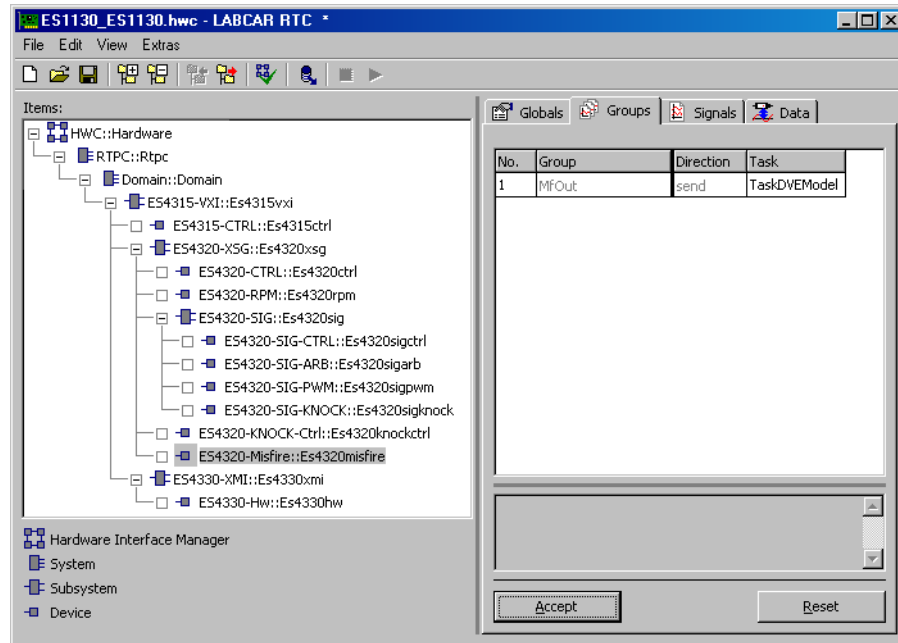 ES1130_ES1130.hwc - LABCAR RTC *
File Edit View Extras
Items:
HWC::Hardware
RTPC::Rtpc
Domain::Domain
ES4315-VXI::Es4315vxi
ES4315-CTRL::Es4315ctrl
ES4320-XSG::Es4320xsg
ES4320-CTRL::Es4320ctrl
ES4320-RPM::Es4320rpm
ES4320-SIG::Es4320sig
ES4320-SIG-CTRL::Es4320sigctrl
ES4320-SIG-ARB::Es4320sigarb
ES4320-SIG-PWM::Es4320sigpwm
ES4320-SIG-KNOCK::Es4320sigknock
ES4320-KNOCK-Ctrl::Es4320knockctrl
ES4320-Misfire::Es4320misfire
ES4330-XMI::Es4330xmi
ES4330-Hw::Es4330hw
Hardware Interface Manager
System
Subsystem
Device
Globals Groups Signals Data
No. Group Direction Task
1 MfOut send TaskDVEModel
Accept Reset